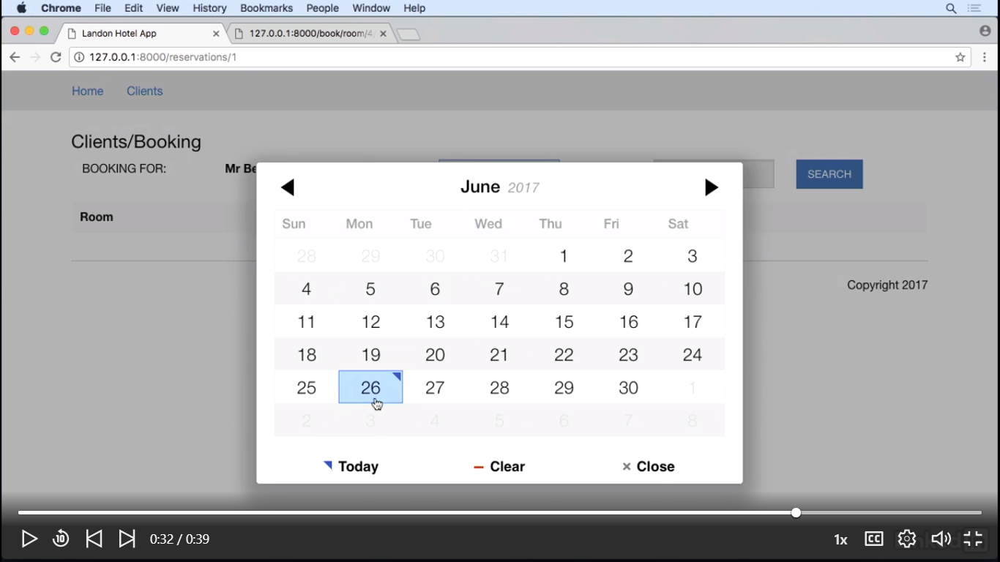 Chrome File Edit View History Bookmarks People Window Help
Landon Hotel App
127.0.0.1:8000/book/room/4
127.0.0.1:8000/reservations/1
Home Clients
Clients/Booking
BOOKING FOR: Mr Be
SEARCH
Room
June 2017
Sun Mon Tue Wed Thu Fri Sat
28 29 30 31 1 2 3
4 5 6 7 8 9 10
11 12 13 14 15 16 17
18 19 20 21 22 23 24
25 26 27 28 29 30 1
2 3 4 5 6 7 8
Today Clear Close
Copyright 2017
10 0:32 / 0:39 1x CC